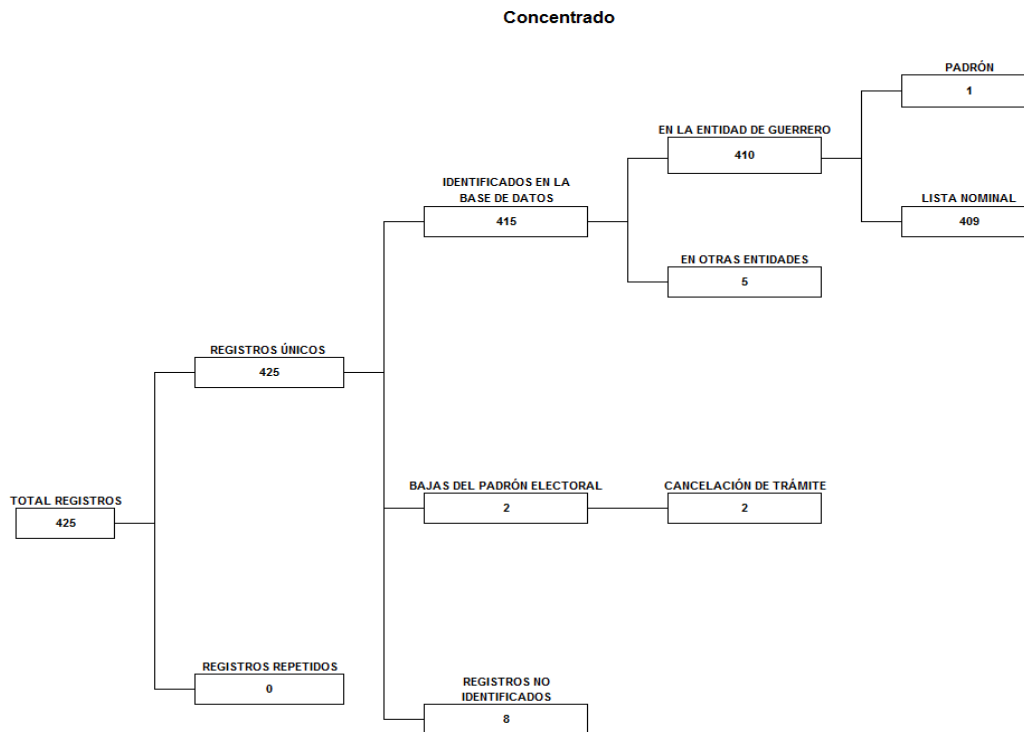 Concentrado
PADRÓN
1
EN LA ENTIDAD DE GUERRERO
410
IDENTIFICADOS EN LA
BASE DE DATOS
415
LISTA NOMINAL
409
EN OTRAS ENTIDADES
5
REGISTROS ÚNICOS
425
TOTAL REGISTROS
425
BAJAS DEL PADRÓN ELECTORAL
2
CANCELACIÓN DE TRÁMITE
2
REGISTROS REPETIDOS
0
REGISTROS NO
IDENTIFICADOS
8